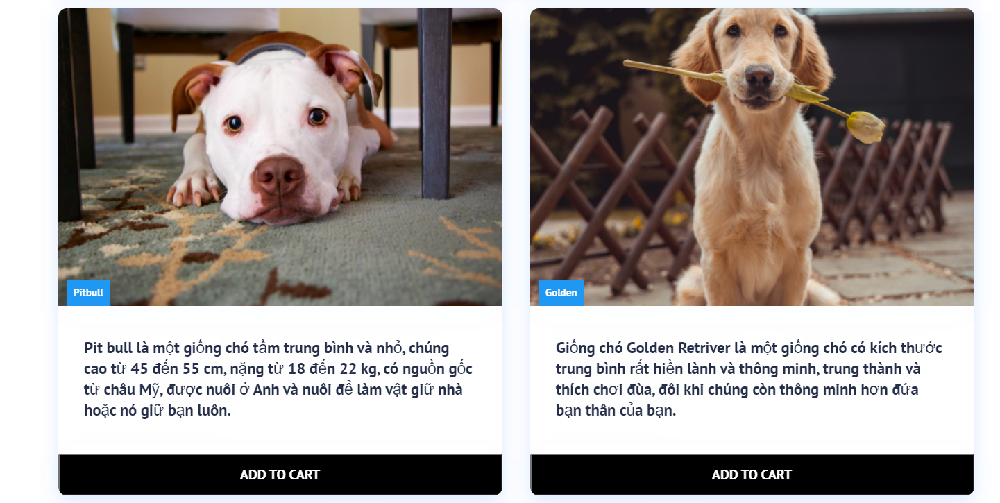 Pitbull
Pit bull là một giống chó tầm trung bình và nhỏ, chúng
cao từ 45 đến 55 cm, nặng từ 18 đến 22 kg, có nguồn gốc
từ châu Mỹ, được nuôi ở Anh và nuôi để làm vật giữ nhà
hoặc nó giữ bạn luôn.
ADD TO CART
Golden
Giống chó Golden Retriver là một giống chó có kích thước
trung bình rất hiền lành và thông minh, trung thành và
thích chơi đùa, đôi khi chúng còn thông minh hơn đứa
bạn thân của bạn.
ADD TO CART